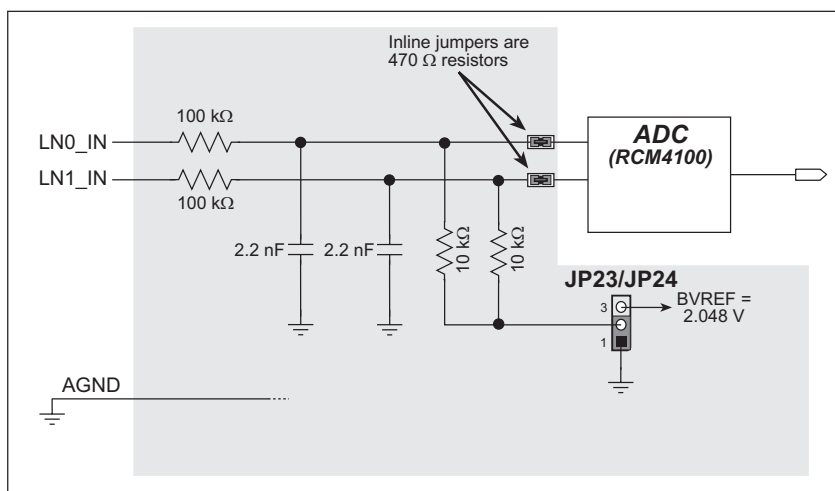 Inline jumpers are
470 Ω resistors
100 kΩ
LN0_IN
LN1_IN
100 kΩ
ADC
(RCM4100)
2.2 nF
2.2 nF
10 kΩ
10 kΩ
JP23/JP24
3
BVREF =
2.048 V
1
AGND